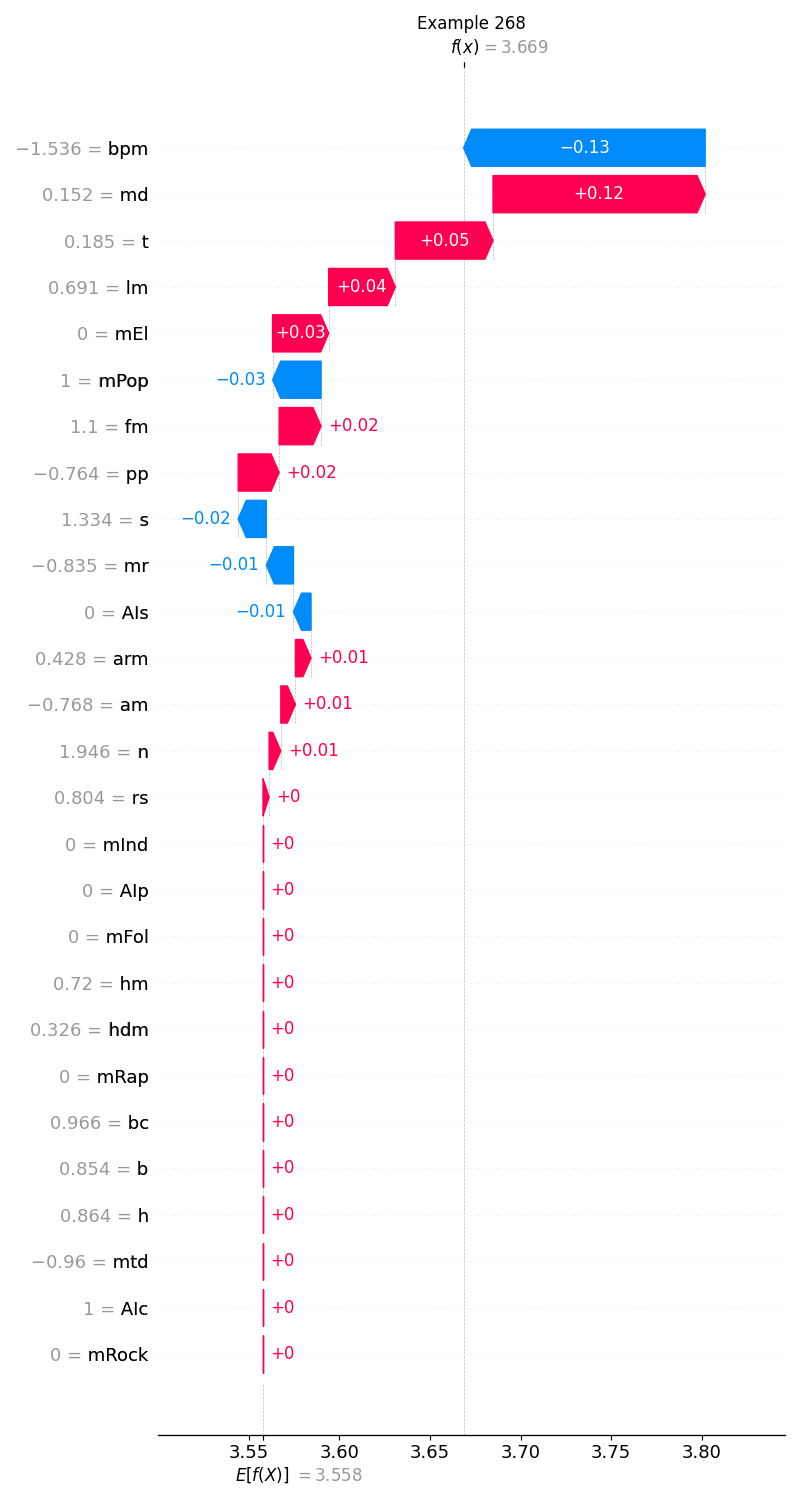 Example 268
f(x) = 3.669
−1.536 = bpm −0.13
0.152 = md +0.12
0.185 = t +0.05
0.691 = lm +0.04
0 = mEl +0.03
1 = mPop −0.03
1.1 = fm +0.02
−0.764 = pp +0.02
1.334 = s −0.02
−0.835 = mr −0.01
0 = AIs −0.01
0.428 = arm +0.01
−0.768 = am +0.01
1.946 = n +0.01
0.804 = rs +0
0 = mInd +0
0 = AIp +0
0 = mFol +0
0.72 = hm +0
0.326 = hdm +0
0 = mRap +0
0.966 = bc +0
0.854 = b +0
0.864 = h +0
−0.96 = mtd +0
1 = AIc +0
0 = mRock +0
3.55 3.60 3.65 3.70 3.75 3.80
E[f(X)] = 3.558